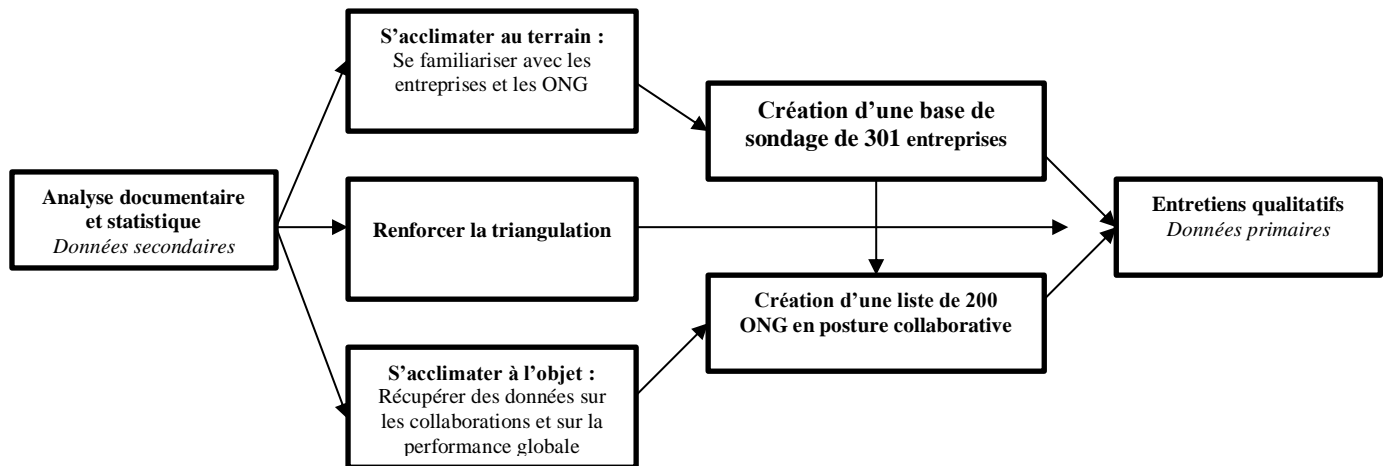 S’acclimater au terrain :
Se familiariser avec les
entreprises et les ONG
Création d’une base de
sondage de 301 entreprises
Analyse documentaire
et statistique
Données secondaires
Renforcer la triangulation
Entretiens qualitatifs
Données primaires
Création d’une liste de 200
ONG en posture collaborative
S’acclimater à l’objet :
Récupérer des données sur
les collaborations et sur la
performance globale